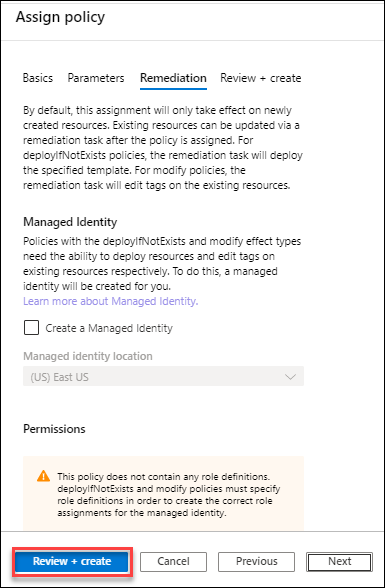 Assign policy
Basics Parameters Remediation Review + create
By default, this assignment will only take effect on newly
created resources. Existing resources can be updated via a
remediation task after the policy is assigned. For
deployIfNotExists policies, the remediation task will deploy
the specified template. For modify policies, the
remediation task will edit tags on the existing resources.
Managed Identity
Policies with the deployIfNotExists and modify effect types
need the ability to deploy resources and edit tags on
existing resources respectively. To do this, a managed
identity will be created for you.
Learn more about Managed Identity.
Create a Managed Identity
Managed identity location
(US) East US
Permissions
This policy does not contain any role definitions.
deployIfNotExists and modify policies must specify
role definitions in order to create the correct role
assignments for the managed identity.
Review + create Cancel Previous Next